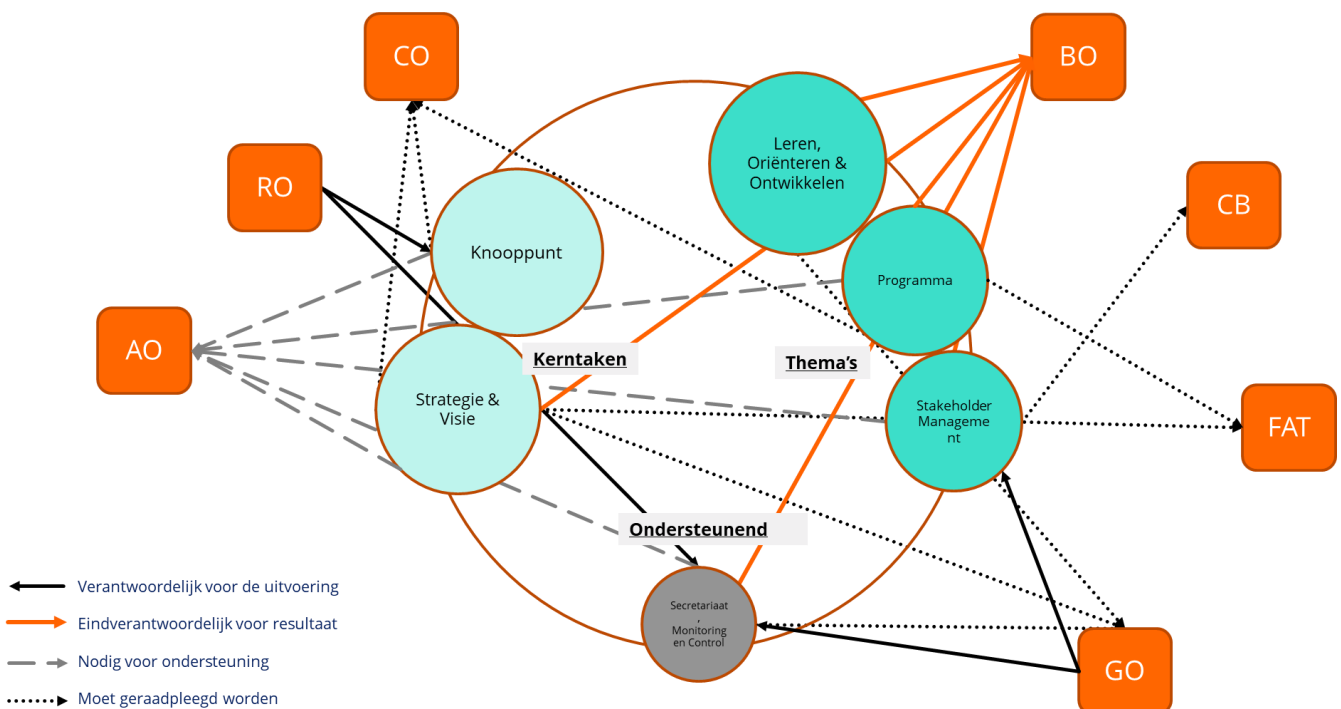 CO
BO
Leren,
Oriënteren &
Ontwikkelen
RO
CB
Knooppunt
Programma
AO
Kerntaken
Thema's
Strategie &
Visie
Stakeholder
Manageme
nt
FAT
Ondersteunend
Secretariaat
,
Monitoring
en Control
GO
Verantwoordelijk voor de uitvoering
Eindverantwoordelijk voor resultaat
Nodig voor ondersteuning
Moet geraadpleegd worden